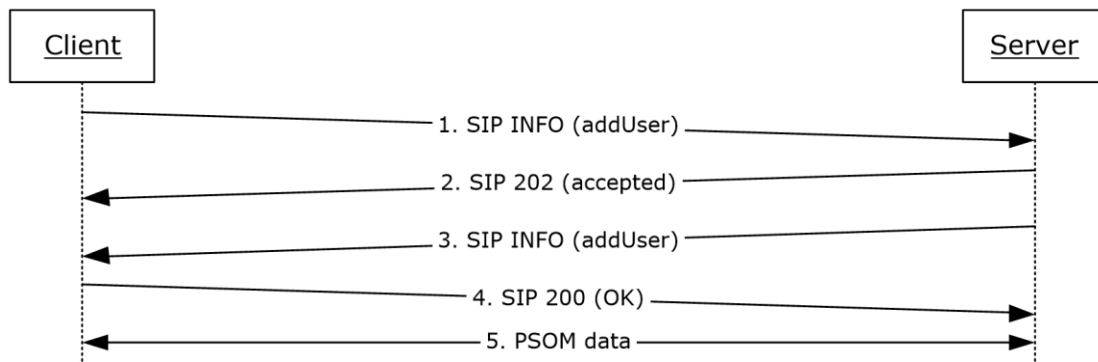 Client
Server
1. SIP INFO (addUser)
2. SIP 202 (accepted)
3. SIP INFO (addUser)
4. SIP 200 (OK)
5. PSOM data